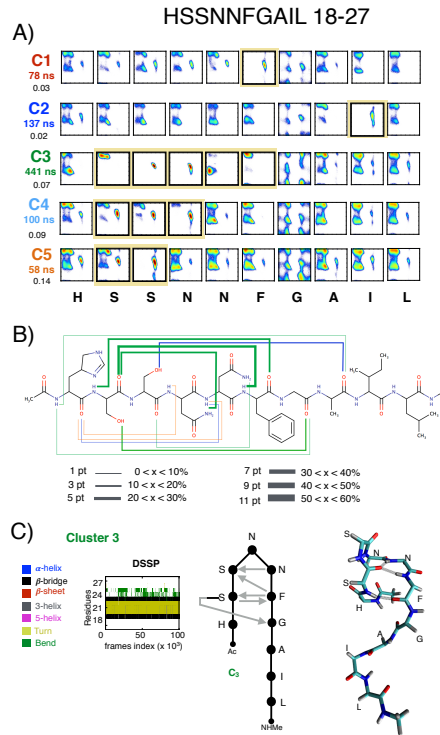 HSSNNFGAIL 18-27
A)
C1
78 ns
0.03
C2
137 ns
0.02
C3
441 ns
0.07
C4
100 ns
0.09
C5
58 ns
0.14
H S S N N F G A I L
B)
1 pt 0 < x < 10%
3 pt 10 < x < 20%
5 pt 20 < x < 30%
7 pt 30 < x < 40%
9 pt 40 < x < 50%
11 pt 50 < x < 60%
C)
Cluster 3
α-helix
β-bridge
β-sheet
3-helix
5-helix
Turn
Bend
DSSP
Residues
27
24
21
18
0 50 100
frames index (x 10³)
N
S N
S F
H G
Ac
A
I
L
NHMe
C₃
S
N
N
S
F
H
G
A
I
L